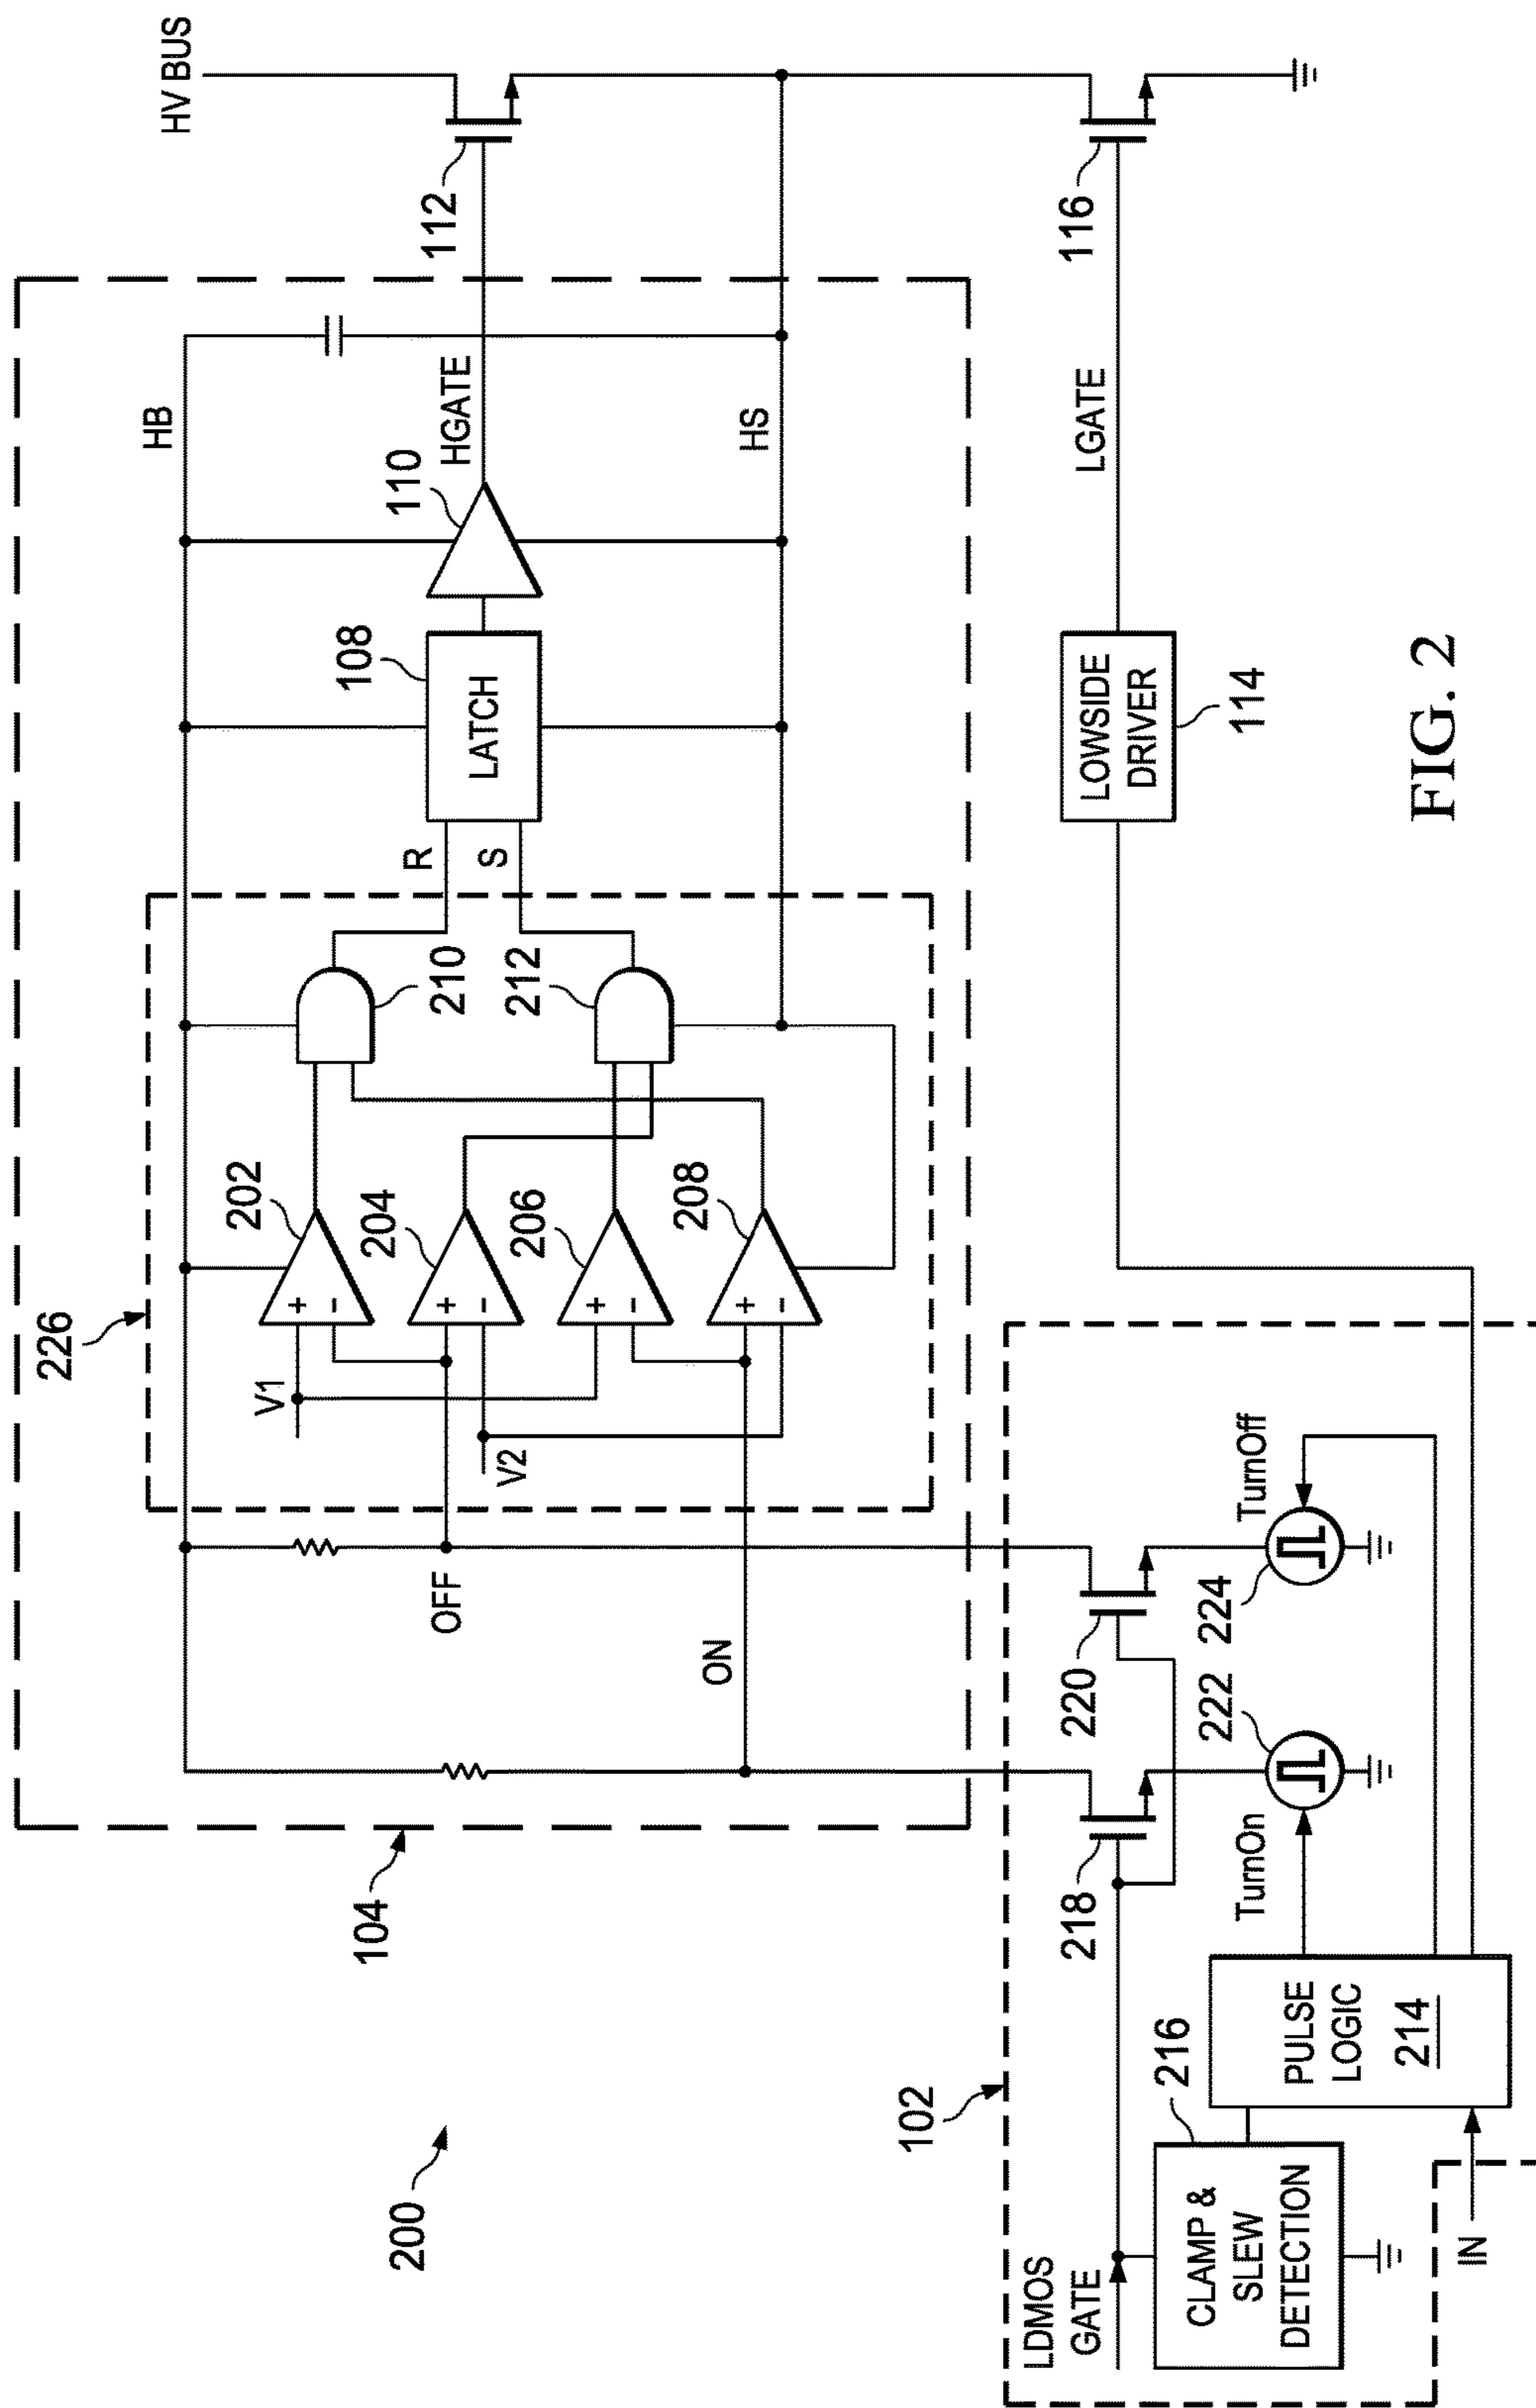 200
104
226
HB
HV BUS
V1
202
204
206
208
V2
+
-
+
-
+
-
+
-
210
212
R
S
108
LATCH
110
HGATE
112
OFF
ON
HS
102
LDMOS
GATE
216
CLAMP &
SLEW
DETECTION
IN
PULSE
LOGIC
214
218
220
TurnOn
222
224
TurnOff
LOWSIDE
DRIVER
114
LGATE
116
FIG. 2